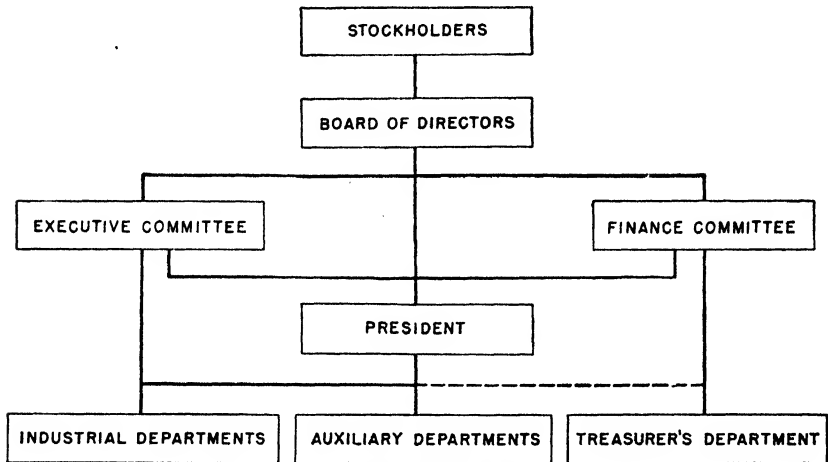 STOCKHOLDERS
BOARD OF DIRECTORS
EXECUTIVE COMMITTEE
FINANCE COMMITTEE
PRESIDENT
INDUSTRIAL DEPARTMENTS
AUXILIARY DEPARTMENTS
TREASURER'S DEPARTMENT